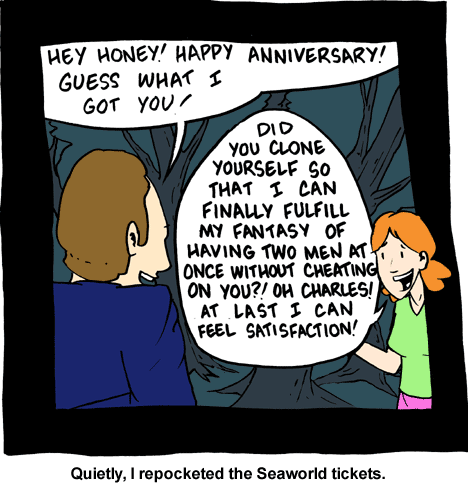 HEY HONEY! HAPPY ANNIVERSARY!
GUESS WHAT I
GOT YOU!
DID
YOU CLONE
YOURSELF SO
THAT I CAN
FINALLY FULFILL
MY FANTASY OF
HAVING TWO MEN AT
ONCE WITHOUT CHEATING
ON YOU?! OH CHARLES!
AT LAST I CAN
FEEL SATISFACTION!
Quietly, I repocketed the Seaworld tickets.